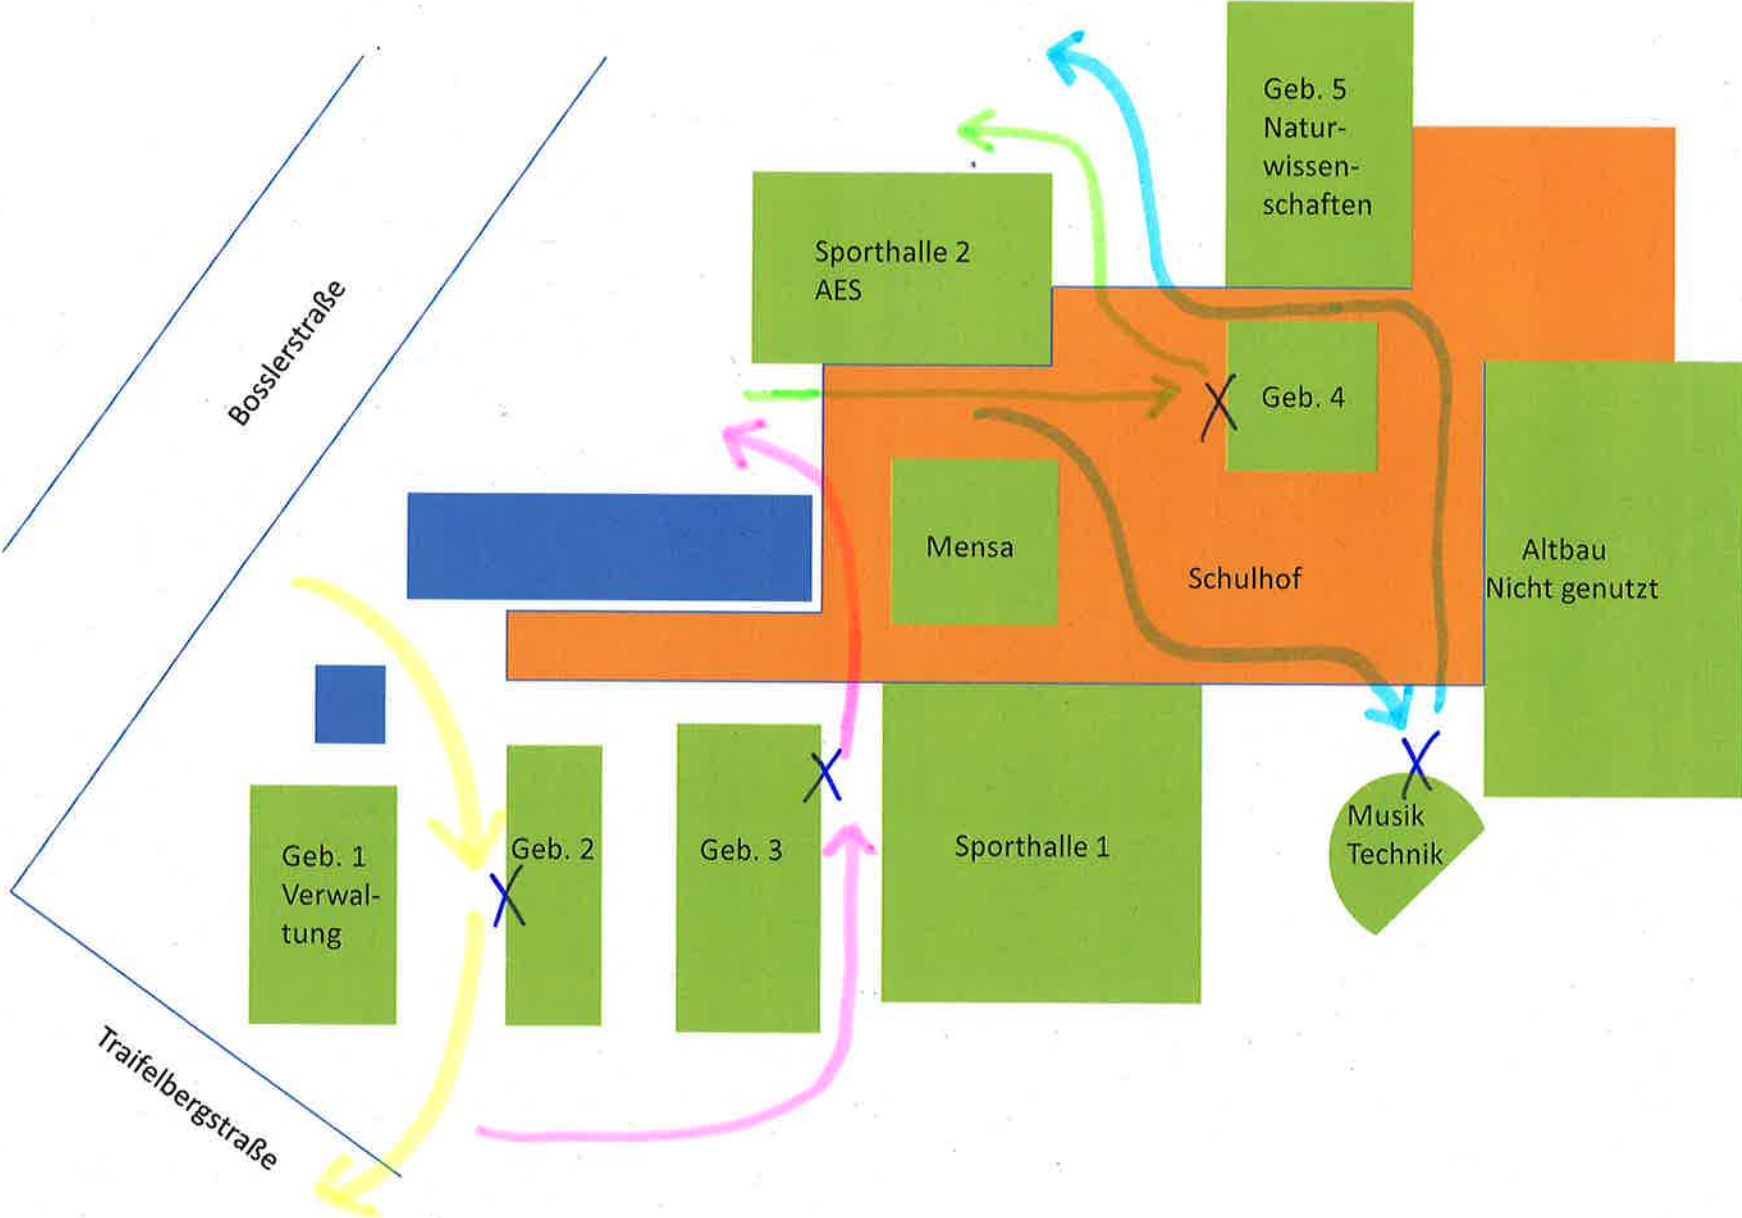 Geb. 5
Natur-
wissen-
schaften
Sporthalle 2
AES
Bosslerstraße
Geb. 4
Mensa
Schulhof
Altbau
Nicht genutzt
Geb. 1
Verwal-
tung
Geb. 2
Geb. 3
Sporthalle 1
Musik
Technik
Traifelbergstraße